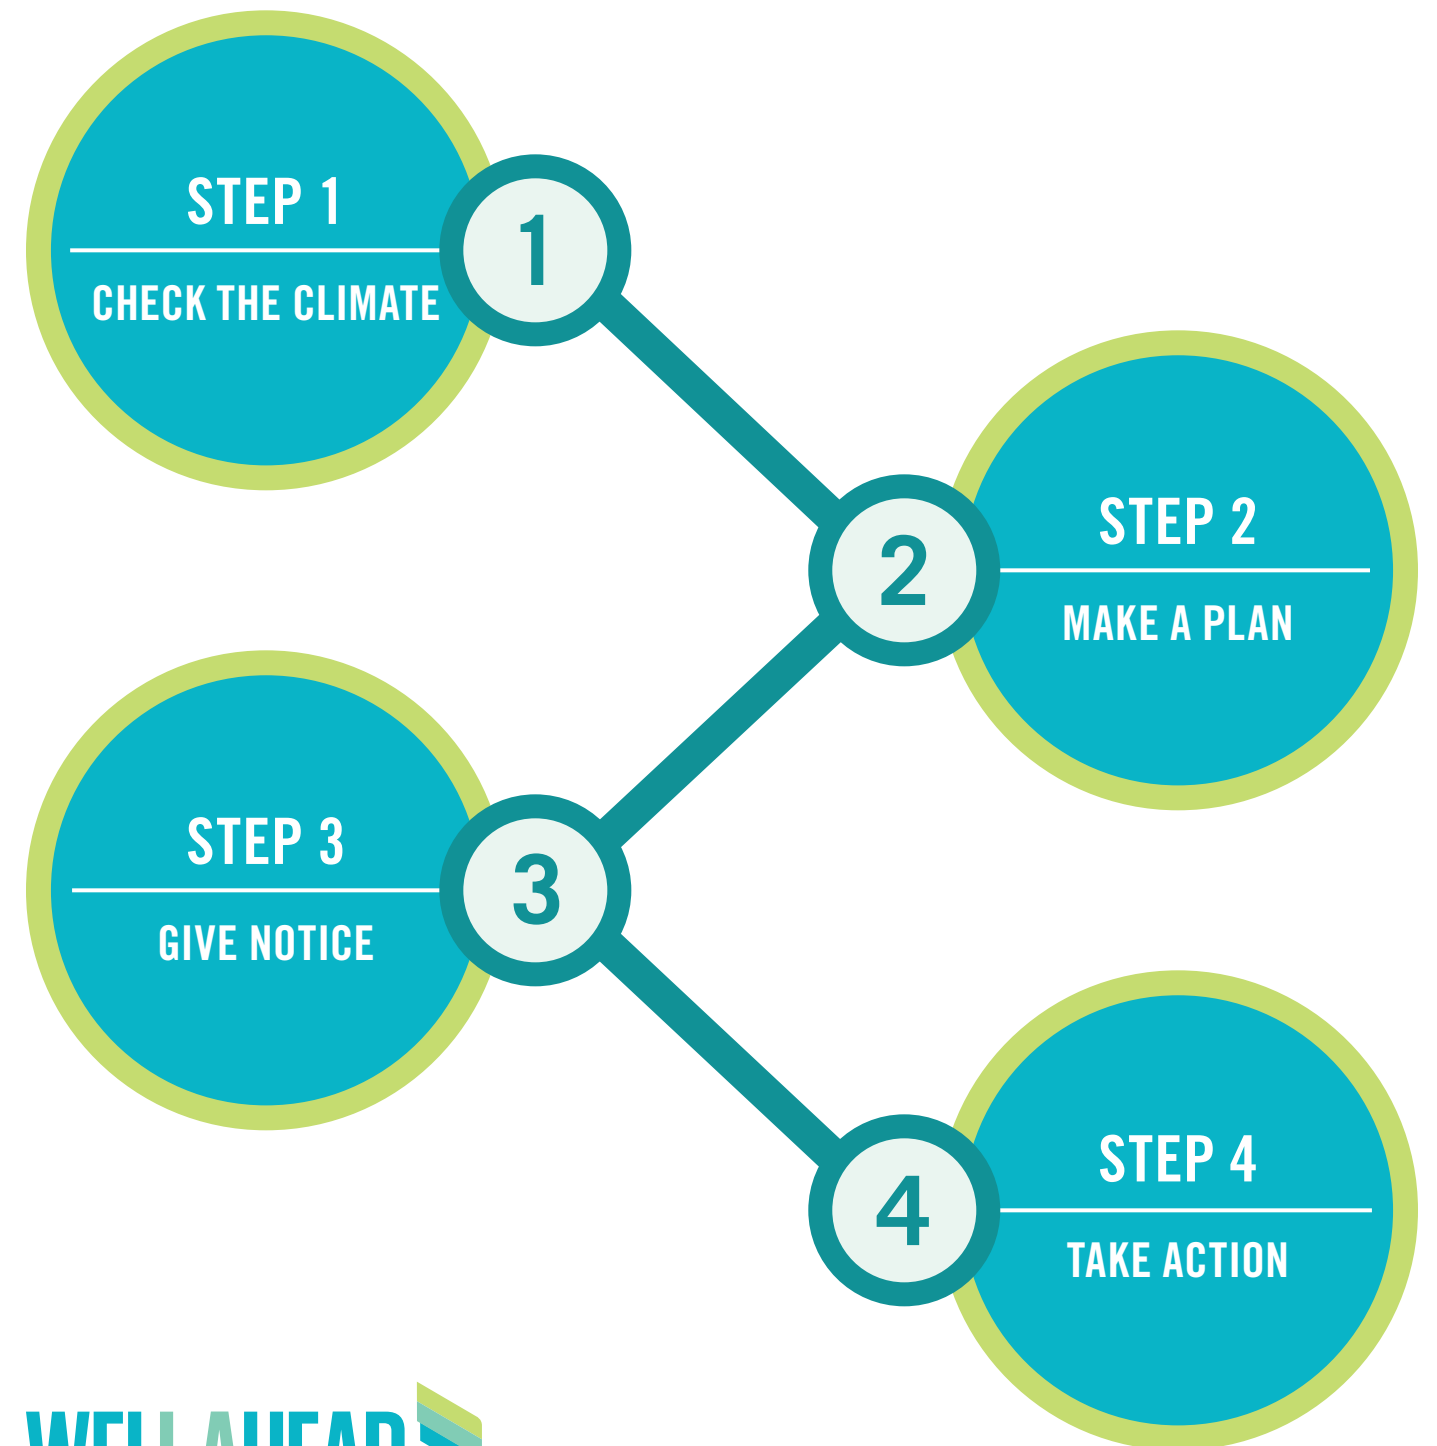 STEP 1
CHECK THE CLIMATE
1
2
STEP 2
MAKE A PLAN
STEP 3
GIVE NOTICE
3
4
STEP 4
TAKE ACTION
WELLAHEAD